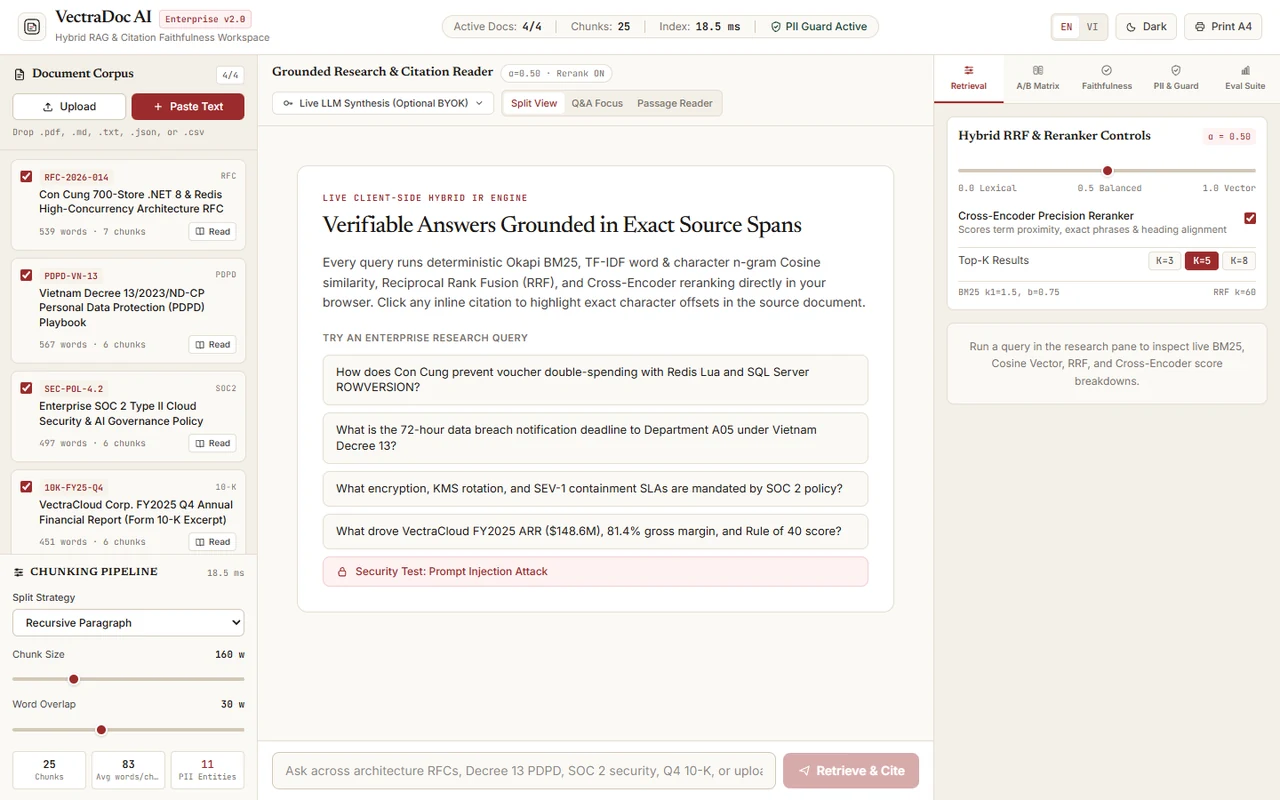 VectraDoc AI
Enterprise v2.0
Hybrid RAG & Citation Faithfulness Workspace
Active Docs: 4/4
Chunks: 25
Index: 18.5 ms
PII Guard Active
EN
VI
Dark
Print A4
Document Corpus
4/4
Upload
+ Paste Text
Drop .pdf, .md, .txt, .json, or .csv
RFC-2026-014
RFC
Con Cung 700-Store .NET 8 & Redis
High-Concurrency Architecture RFC
539 words · 7 chunks
Read
PDPD-VN-13
PDPD
Vietnam Decree 13/2023/ND-CP
Personal Data Protection (PDPD)
Playbook
567 words · 6 chunks
Read
SEC-POL-4.2
SOC2
Enterprise SOC 2 Type II Cloud
Security & AI Governance Policy
497 words · 6 chunks
Read
10K-FY25-Q4
10-K
VectraCloud Corp. FY2025 Q4 Annual
Financial Report (Form 10-K Excerpt)
451 words · 6 chunks
Read
CHUNKING PIPELINE
18.5 ms
Split Strategy
Recursive Paragraph
Chunk Size
160 w
Word Overlap
30 w
25
Chunks
83
Avg words/ch…
11
PII Entities
Grounded Research & Citation Reader
α=0.50 · Rerank ON
Live LLM Synthesis (Optional BYOK)
Split View
Q&A Focus
Passage Reader
LIVE CLIENT-SIDE HYBRID IR ENGINE
Verifiable Answers Grounded in Exact Source Spans
Every query runs deterministic Okapi BM25, TF-IDF word & character n-gram Cosine
similarity, Reciprocal Rank Fusion (RRF), and Cross-Encoder reranking directly in your
browser. Click any inline citation to highlight exact character offsets in the source document.
TRY AN ENTERPRISE RESEARCH QUERY
How does Con Cung prevent voucher double-spending with Redis Lua and SQL Server
ROWVERSION?
What is the 72-hour data breach notification deadline to Department A05 under Vietnam
Decree 13?
What encryption, KMS rotation, and SEV-1 containment SLAs are mandated by SOC 2 policy?
What drove VectraCloud FY2025 ARR ($148.6M), 81.4% gross margin, and Rule of 40 score?
Security Test: Prompt Injection Attack
Ask across architecture RFCs, Decree 13 PDPD, SOC 2 security, Q4 10-K, or uploa
Retrieve & Cite
Retrieval
A/B Matrix
Faithfulness
PII & Guard
Eval Suite
Hybrid RRF & Reranker Controls
α = 0.50
0.0 Lexical
0.5 Balanced
1.0 Vector
Cross-Encoder Precision Reranker
Scores term proximity, exact phrases & heading alignment
Top-K Results
K=3
K=5
K=8
BM25 k1=1.5, b=0.75
RRF k=60
Run a query in the research pane to inspect live BM25,
Cosine Vector, RRF, and Cross-Encoder score
breakdowns.